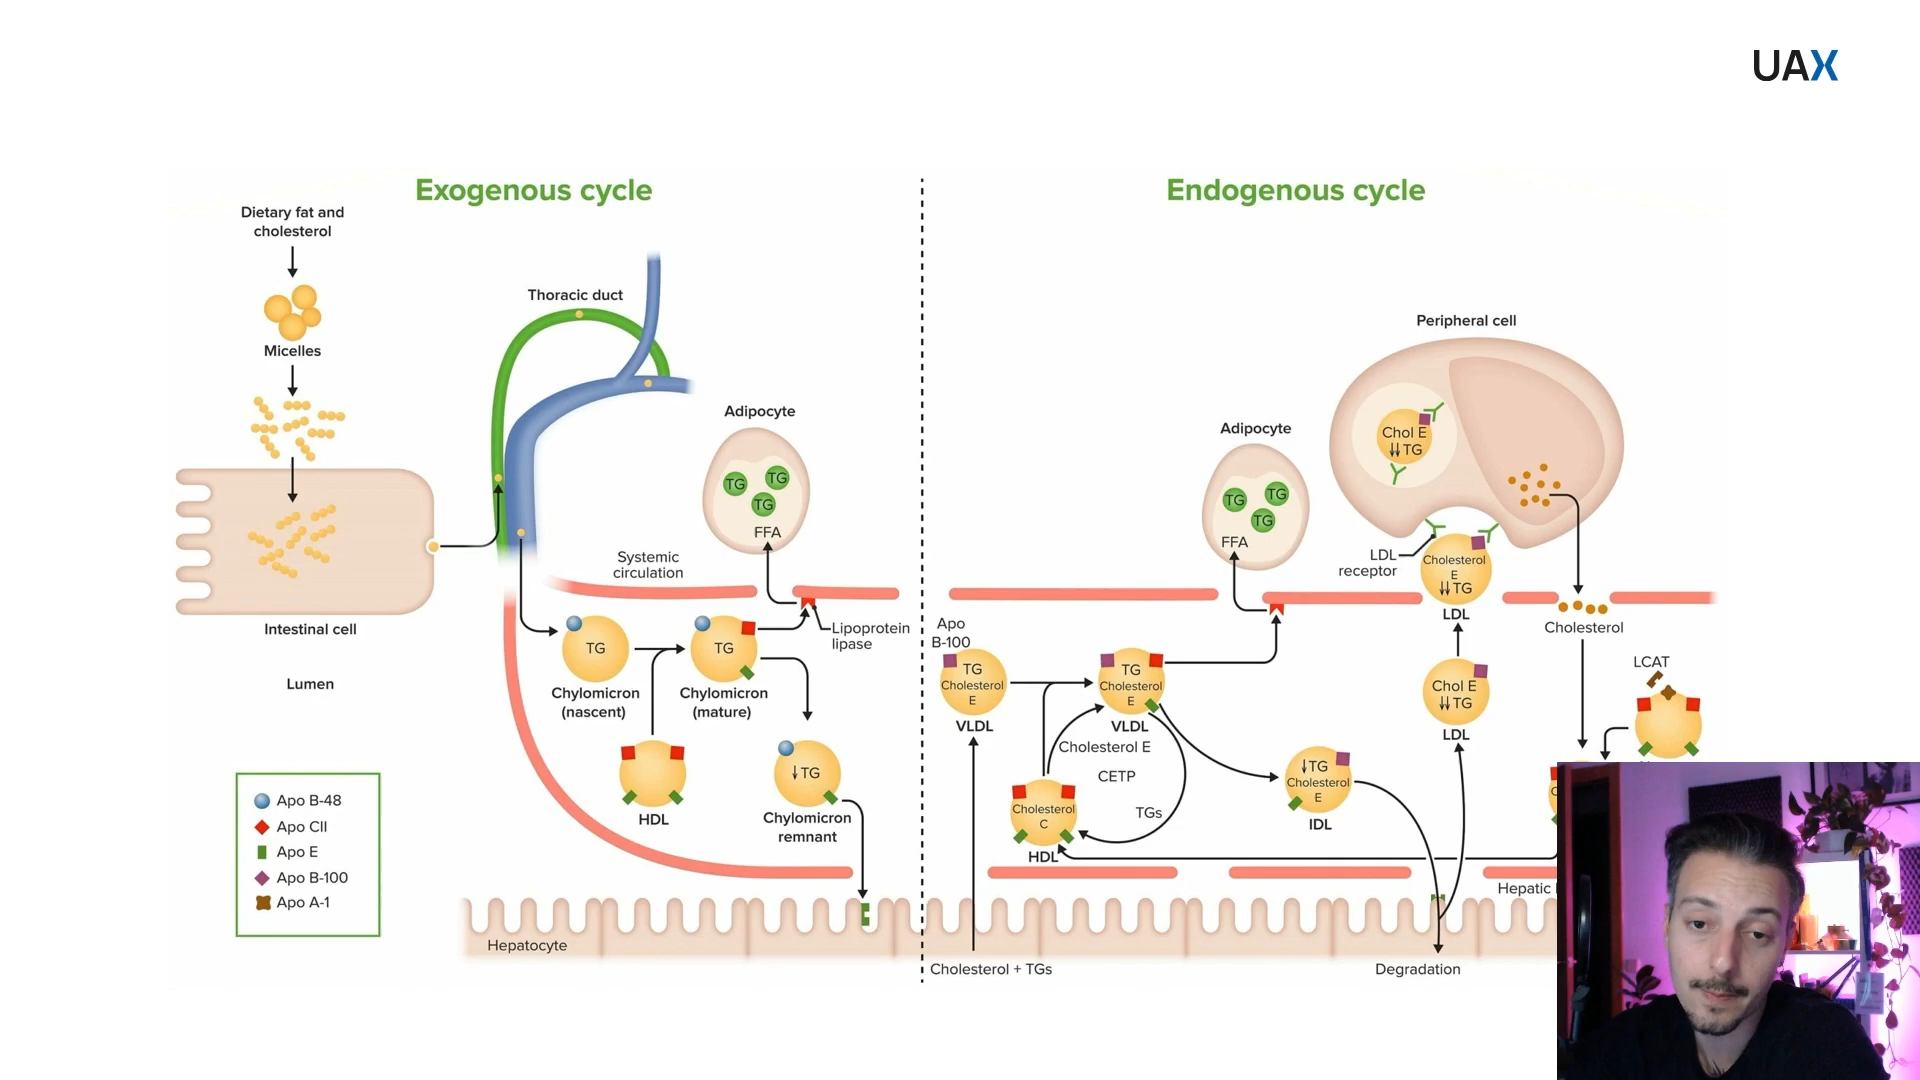 UAX
Exogenous cycle
Dietary fat and
cholesterol
Micelles
Thoracic duct
Adipocyte
TG
TG
TG
FFA
Systemic
circulation
Intestinal cell
Lumen
TG
Chylomicron
(nascent)
TG
Chylomicron
(mature)
Lipoprotein
lipase
HDL
↓TG
Chylomicron
remnant
Apo B-48
Apo CII
Apo E
Apo B-100
Apo A-1
Hepatocyte
Endogenous cycle
Peripheral cell
Adipocyte
TG
TG
TG
FFA
Chol E
↓↓TG
LDL
receptor
Cholesterol
E
↓↓TG
LDL
Cholesterol
Apo
B-100
TG
Cholesterol
E
VLDL
TG
Cholesterol
E
VLDL
Cholesterol E
CETP
TGs
Cholesterol
C
HDL
↓TG
Cholesterol
E
IDL
Chol E
↓↓TG
LDL
LCAT
Hepatic
Cholesterol + TGs
Degradation